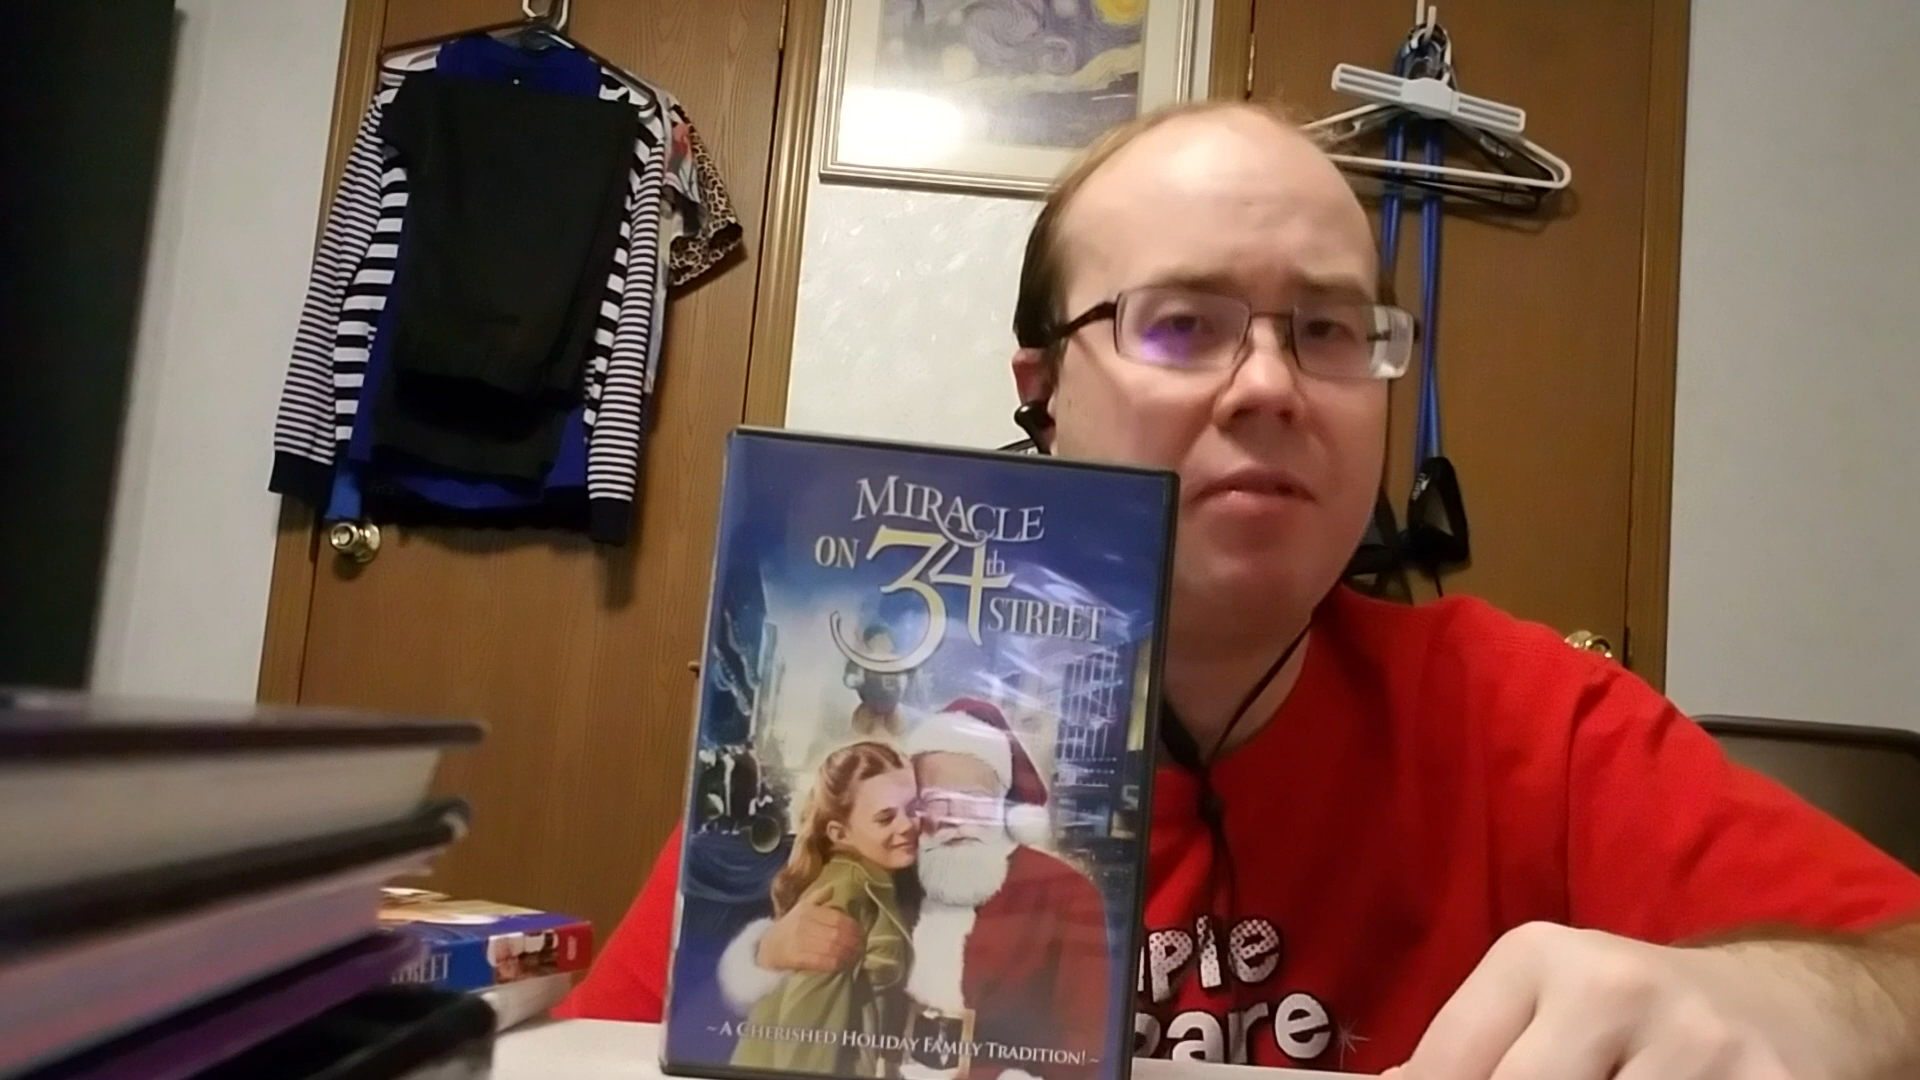 MIRACLE
ON 34th
STREET
~A CHERISHED HOLIDAY FAMILY TRADITION!~
STREET